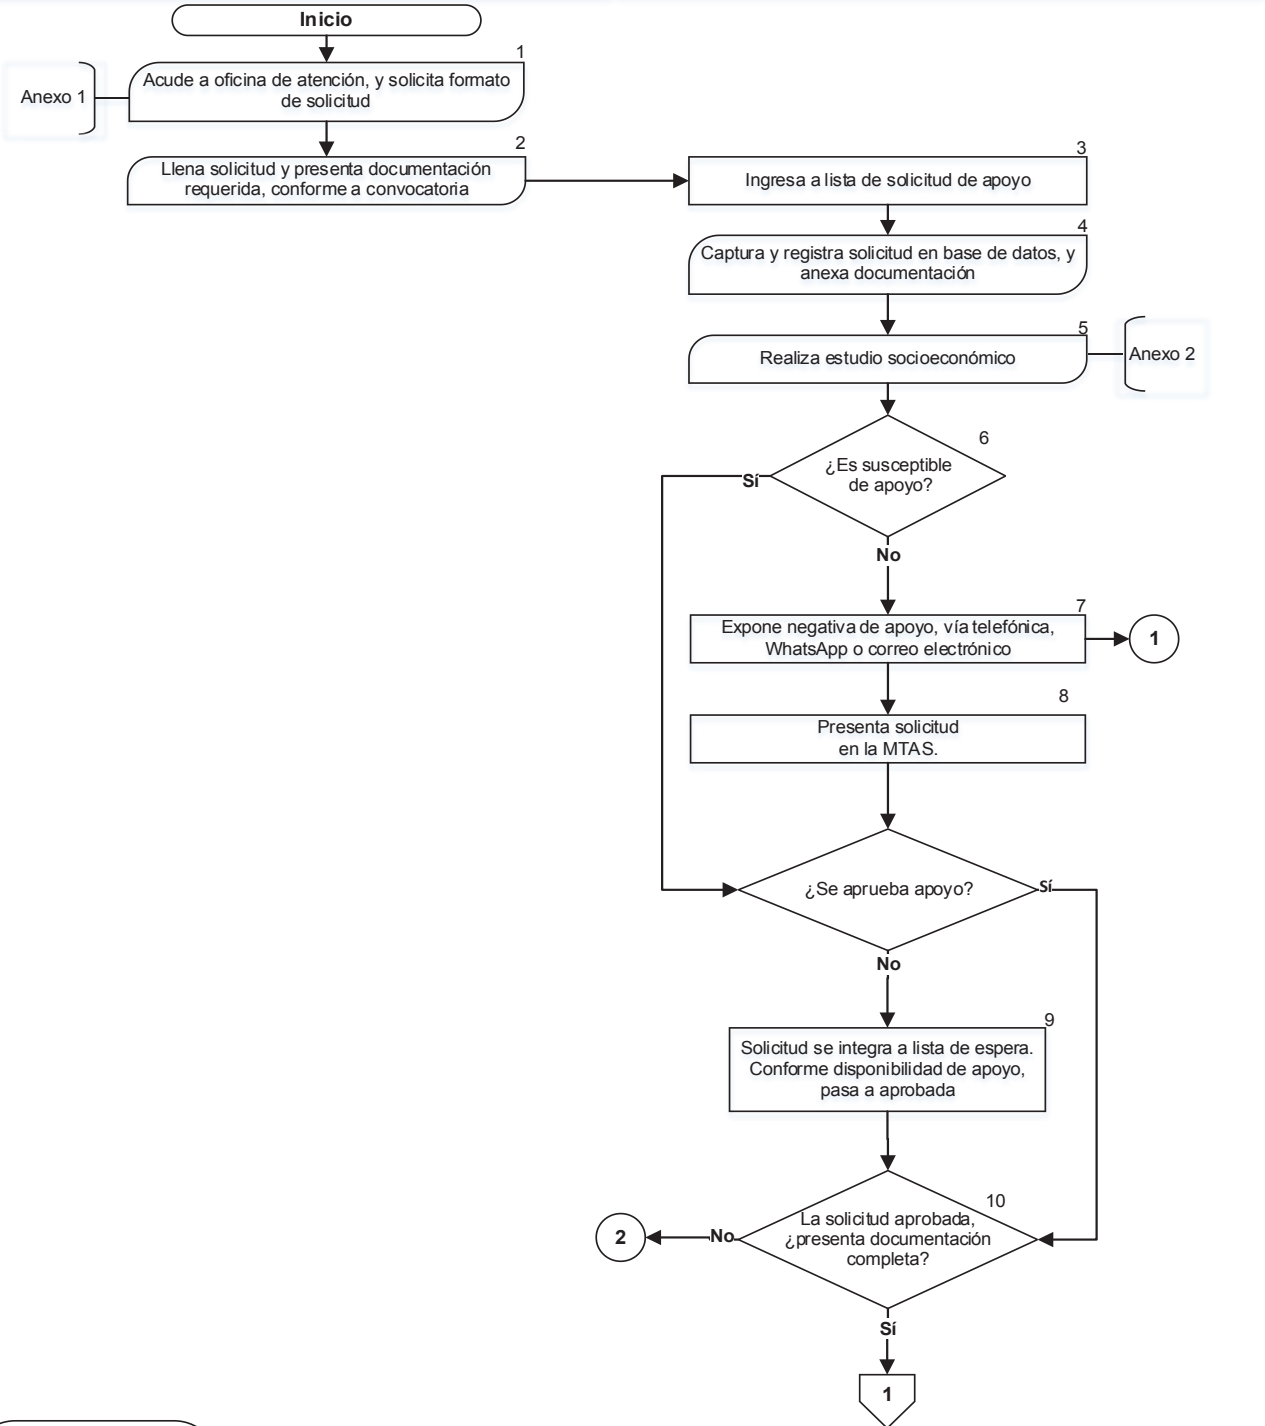 Inicio
1
Acude a oficina de atención, y solicita formato
de solicitud
Anexo 1
2
Llena solicitud y presenta documentación
requerida, conforme a convocatoria
3
Ingresa a lista de solicitud de apoyo
4
Captura y registra solicitud en base de datos, y
anexa documentación
5
Realiza estudio socioeconómico
Anexo 2
6
¿Es susceptible
de apoyo?
Sí
No
7
Expone negativa de apoyo, vía telefónica,
WhatsApp o correo electrónico
1
8
Presenta solicitud
en la MTAS.
¿Se aprueba apoyo?
Sí
No
9
Solicitud se integra a lista de espera.
Conforme disponibilidad de apoyo,
pasa a aprobada
10
La solicitud aprobada,
¿presenta documentación
completa?
No
2
Sí
1